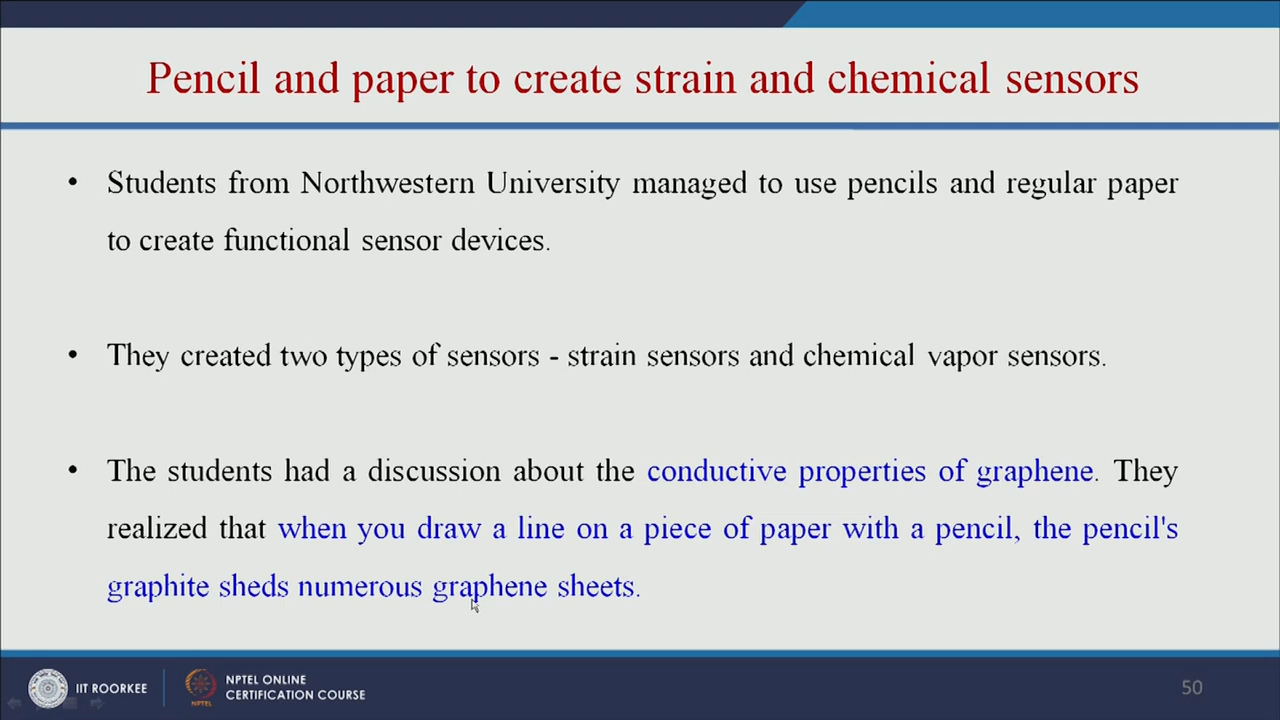 Pencil and paper to create strain and chemical sensors
• Students from Northwestern University managed to use pencils and regular paper
to create functional sensor devices.
• They created two types of sensors - strain sensors and chemical vapor sensors.
• The students had a discussion about the conductive properties of graphene. They
realized that when you draw a line on a piece of paper with a pencil, the pencil's
graphite sheds numerous graphene sheets.
IIT ROORKEE
NPTEL
NPTEL ONLINE
CERTIFICATION COURSE
50